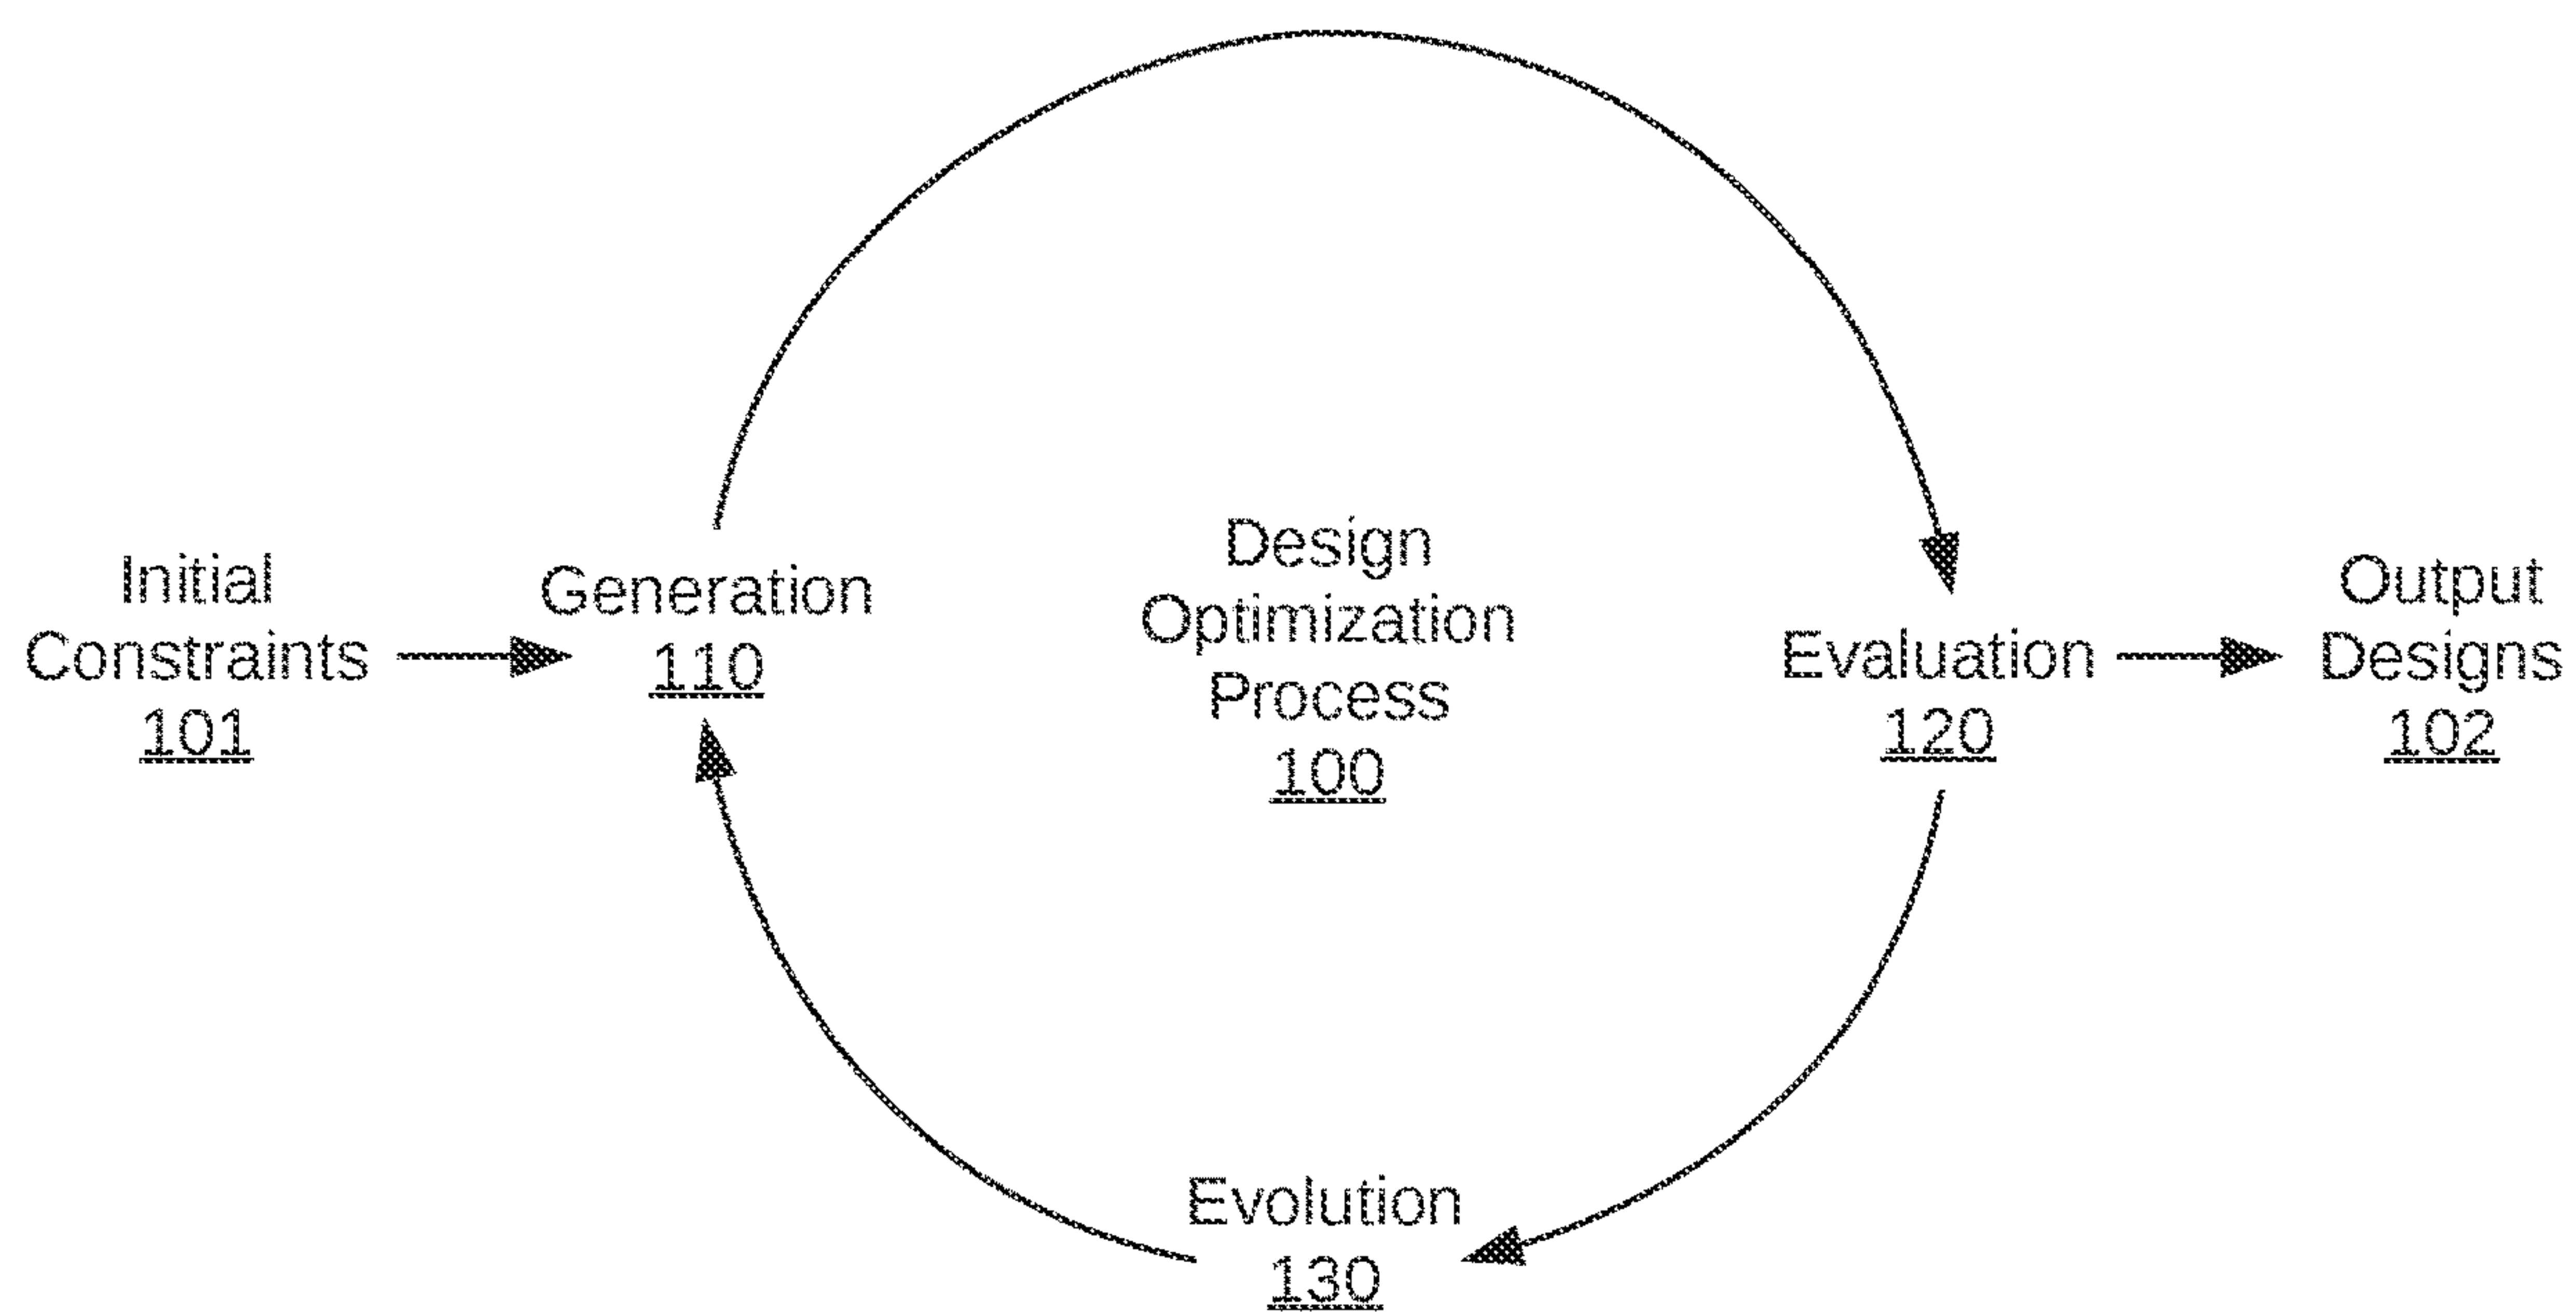 Initial
Constraints
101
Generation
110
Design
Optimization
Process
100
Evaluation
120
Output
Designs
102
Evolution
130